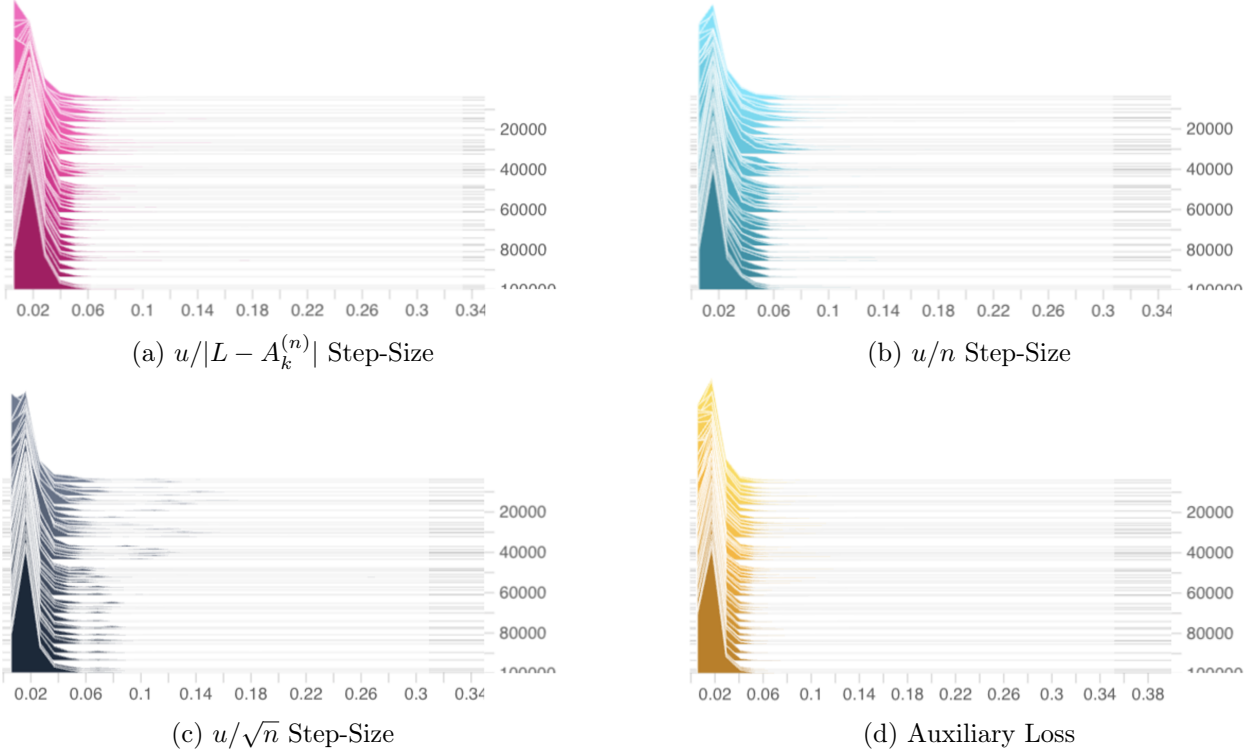 20000 20000
40000 40000
60000 60000
80000 80000
100000 100000
0.02 0.06 0.1 0.14 0.18 0.22 0.26 0.3 0.34 0.02 0.06 0.1 0.14 0.18 0.22 0.26 0.3 0.34
(a) $u/|L - A_k^{(n)}|$ Step-Size (b) $u/n$ Step-Size
20000 20000
40000 40000
60000 60000
80000 80000
100000 100000
0.02 0.06 0.1 0.14 0.18 0.22 0.26 0.3 0.34 0.02 0.06 0.1 0.14 0.18 0.22 0.26 0.3 0.34 0.38
(c) $u/\sqrt{n}$ Step-Size (d) Auxiliary Loss